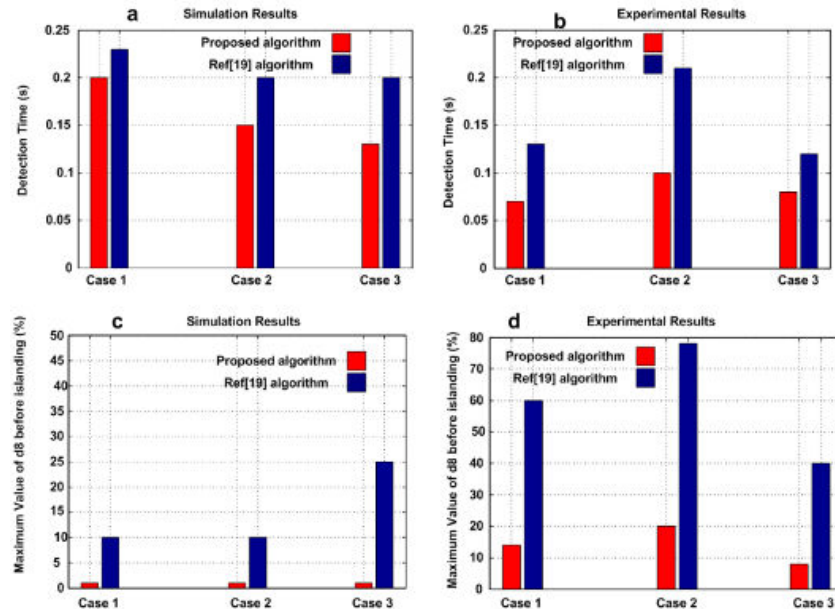 a
Simulation Results
Detection Time (s)
0.25
0.2
0.15
0.1
0.05
0
Proposed algorithm
Ref[19] algorithm
Case 1
Case 2
Case 3
b
Experimental Results
Detection Time (s)
0.25
0.2
0.15
0.1
0.05
0
Proposed algorithm
Ref[19] algorithm
Case 1
Case 2
Case 3
c
Simulation Results
Maximum Value of d8 before islanding (%)
50
45
40
35
30
25
20
15
10
5
0
Proposed algorithm
Ref[19] algorithm
Case 1
Case 2
Case 3
d
Experimental Results
Maximum Value of d8 before islanding (%)
80
70
60
50
40
30
20
10
0
Proposed algorithm
Ref[19] algorithm
Case 1
Case 2
Case 3